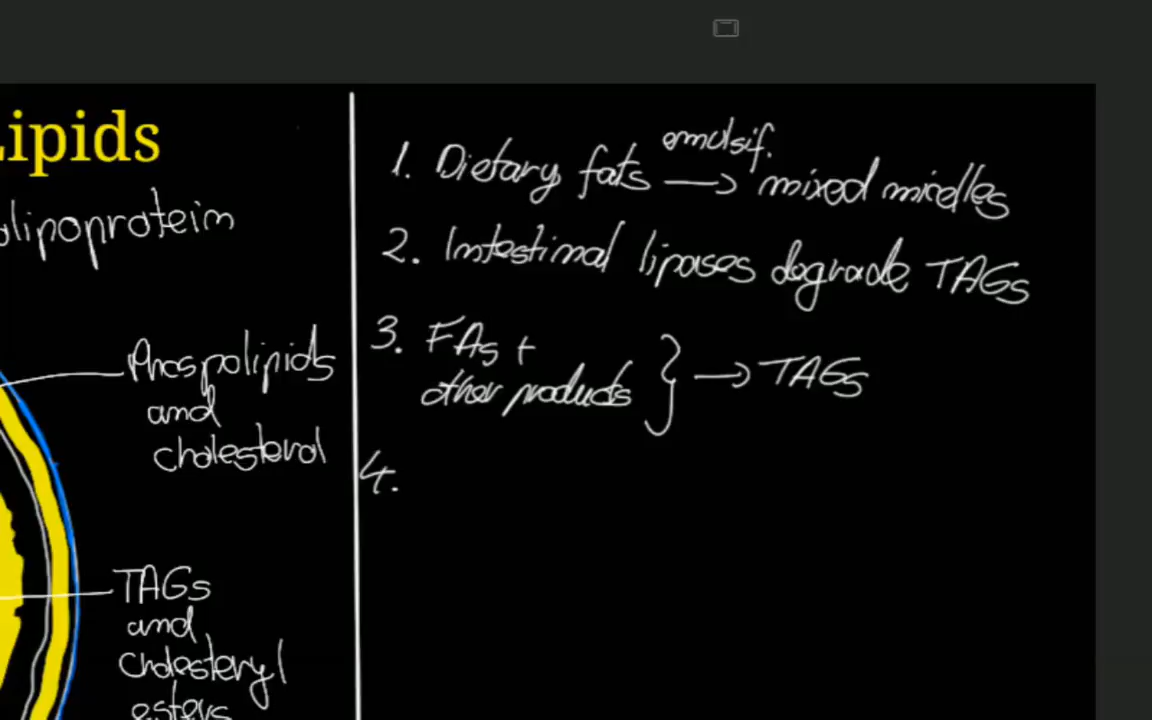 Lipids
olipoprotein
Phospolipids
and
cholesterol
TAGs
and
cholesteryl
esters
emulsif.
1. Dietary fats → mixed micelles
2. Intestinal lipases degrade TAGs
3. FAs +
other products } → TAGs
4.